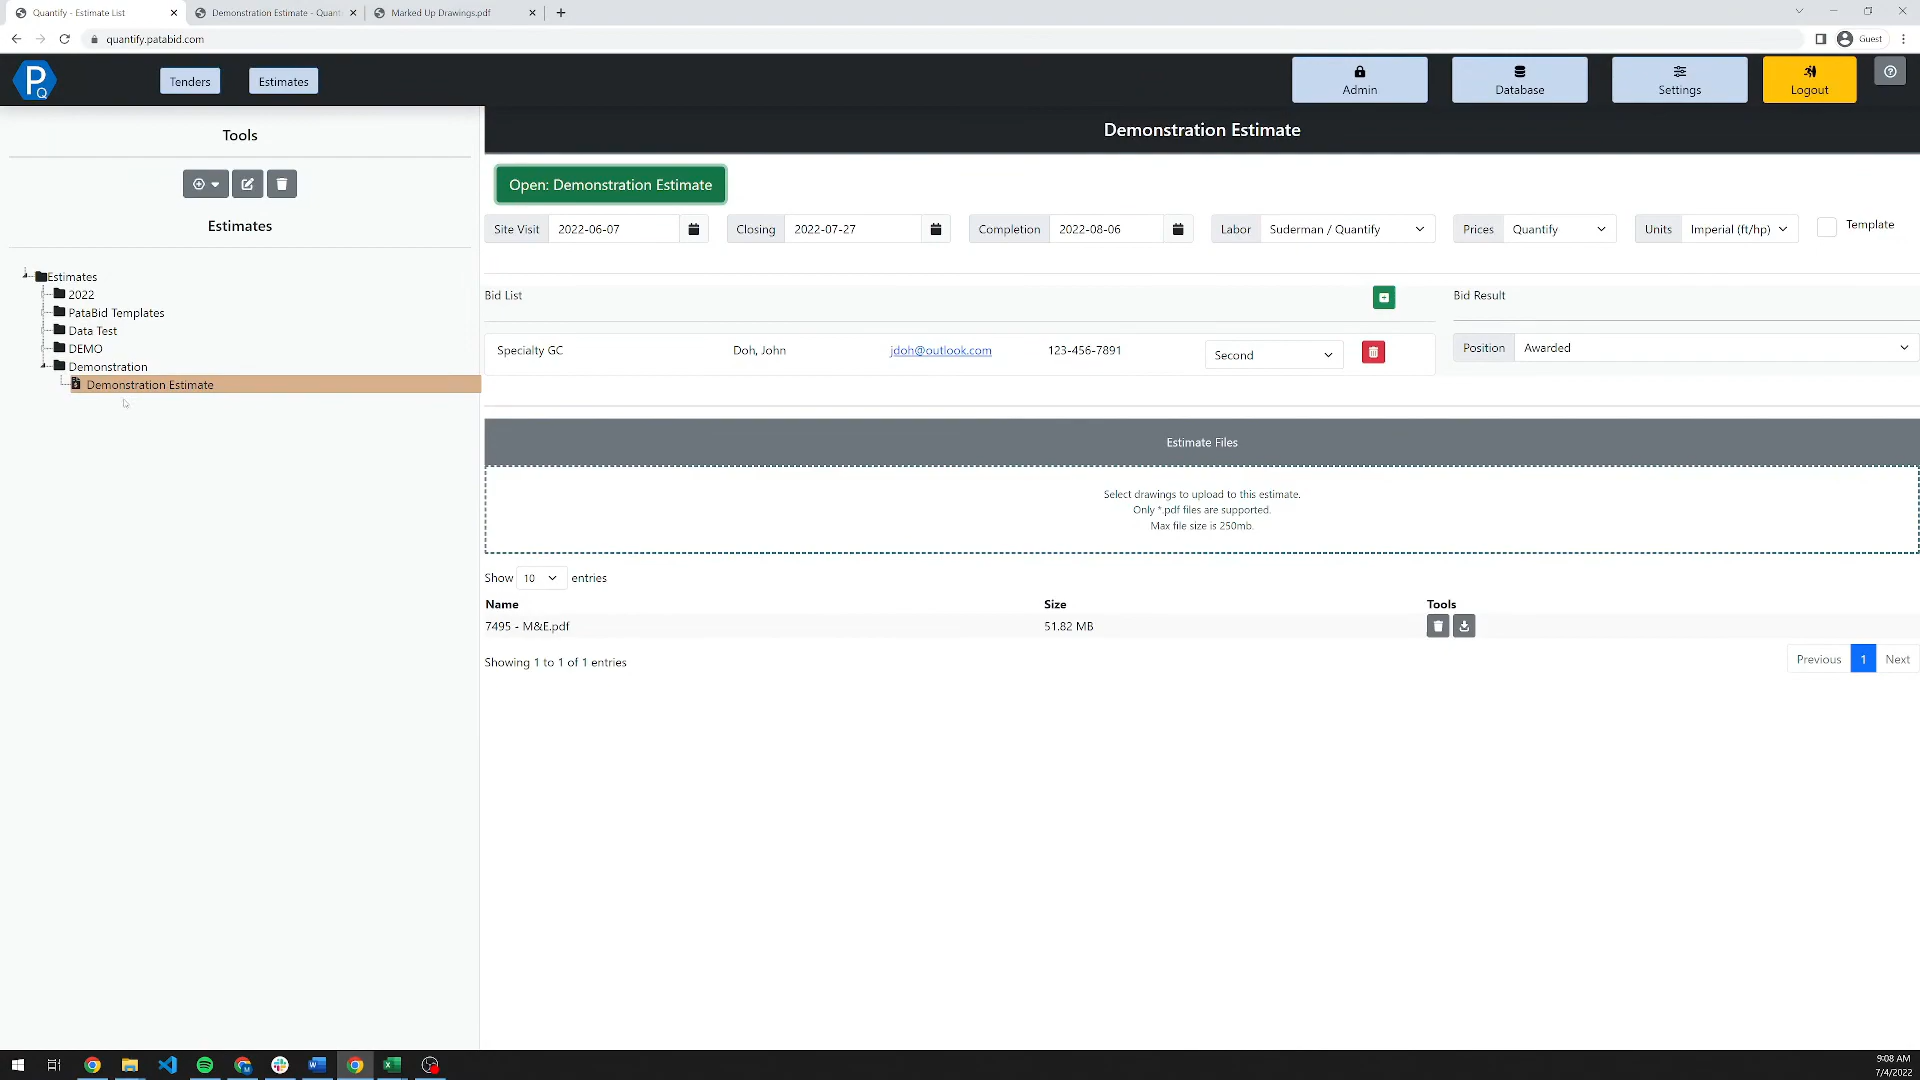 Quantify - Estimate List
Demonstration Estimate - Quant
Marked Up Drawings.pdf
quantify.patabid.com
Guest
P
Q
Tenders
Estimates
Admin
Database
Settings
Logout
Tools
Estimates
Estimates
2022
PataBid Templates
Data Test
DEMO
Demonstration
Demonstration Estimate
Demonstration Estimate
Open: Demonstration Estimate
Site Visit 2022-06-07 Closing 2022-07-27 Completion 2022-08-06 Labor Suderman / Quantify Prices Quantify Units Imperial (ft/hp) Template
Bid List
Bid Result
Specialty GC Doh, John jdoh@outlook.com 123-456-7891 Second
Position Awarded
Estimate Files
Select drawings to upload to this estimate.
Only *.pdf files are supported.
Max file size is 250mb.
Show 10 entries
Name Size Tools
7495 - M&E.pdf 51.82 MB
Showing 1 to 1 of 1 entries
Previous 1 Next
9:08 AM
7/4/2022